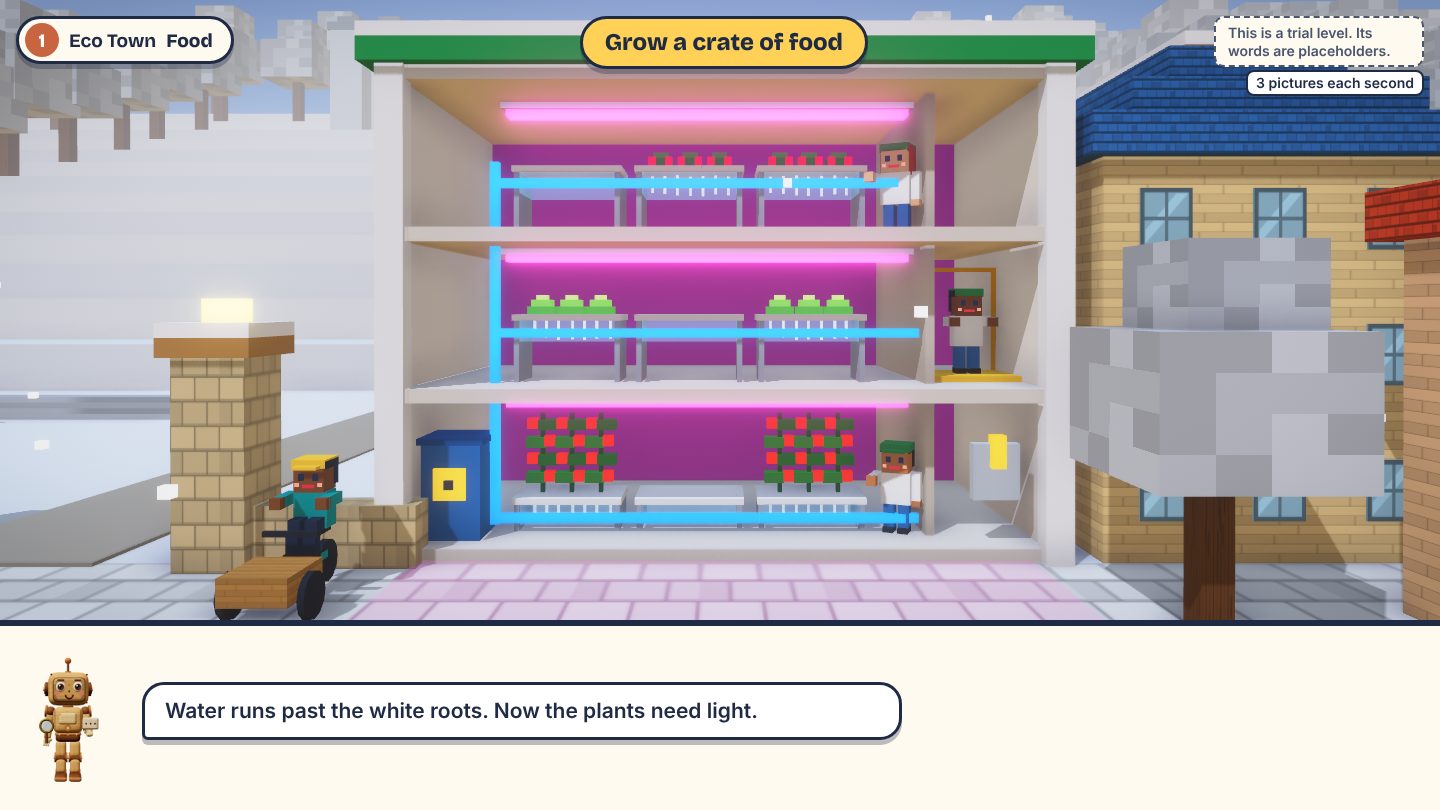 1 Eco Town Food
Grow a crate of food
This is a trial level. Its
words are placeholders.
3 pictures each second
Water runs past the white roots. Now the plants need light.